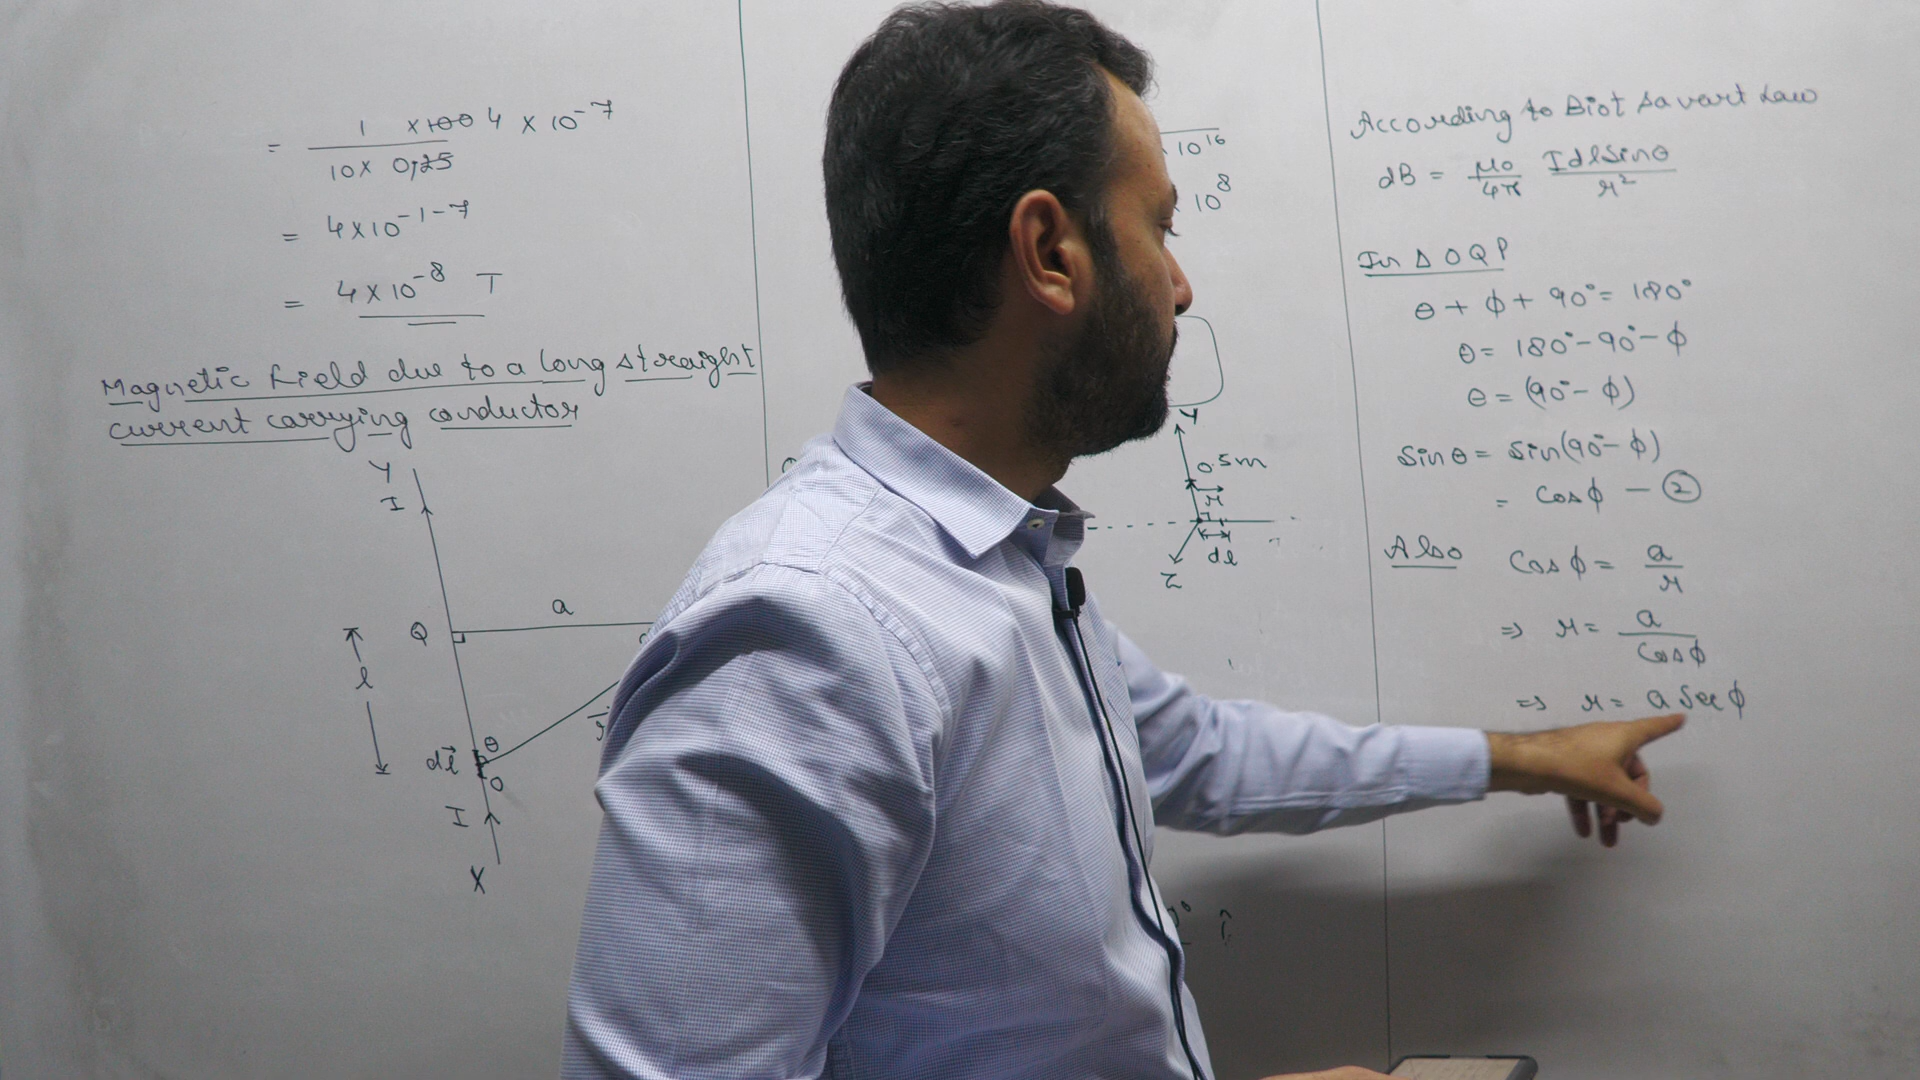 1 × 100 4 × 10⁻⁷
= 10 × 0,25
= 4×10⁻¹⁻⁷
= 4×10⁻⁸ T
Magnetic Field due to a long straight
current carrying conductor
Y
I
a
Q
l
r
θ
dl
O
I
X
10¹⁶
10⁸
Y
0.5m
r
dl
Z
î
According to Biot Savart Law
dB = μ₀/4π Idl Sinθ/r²
In Δ OQP
θ + ϕ + 90° = 180°
θ = 180° - 90° - ϕ
θ = (90° - ϕ)
Sinθ = Sin(90° - ϕ)
= Cosϕ - ②
Also Cosϕ = a/r
⇒ r = a/Cosϕ
⇒ r = a Secϕ